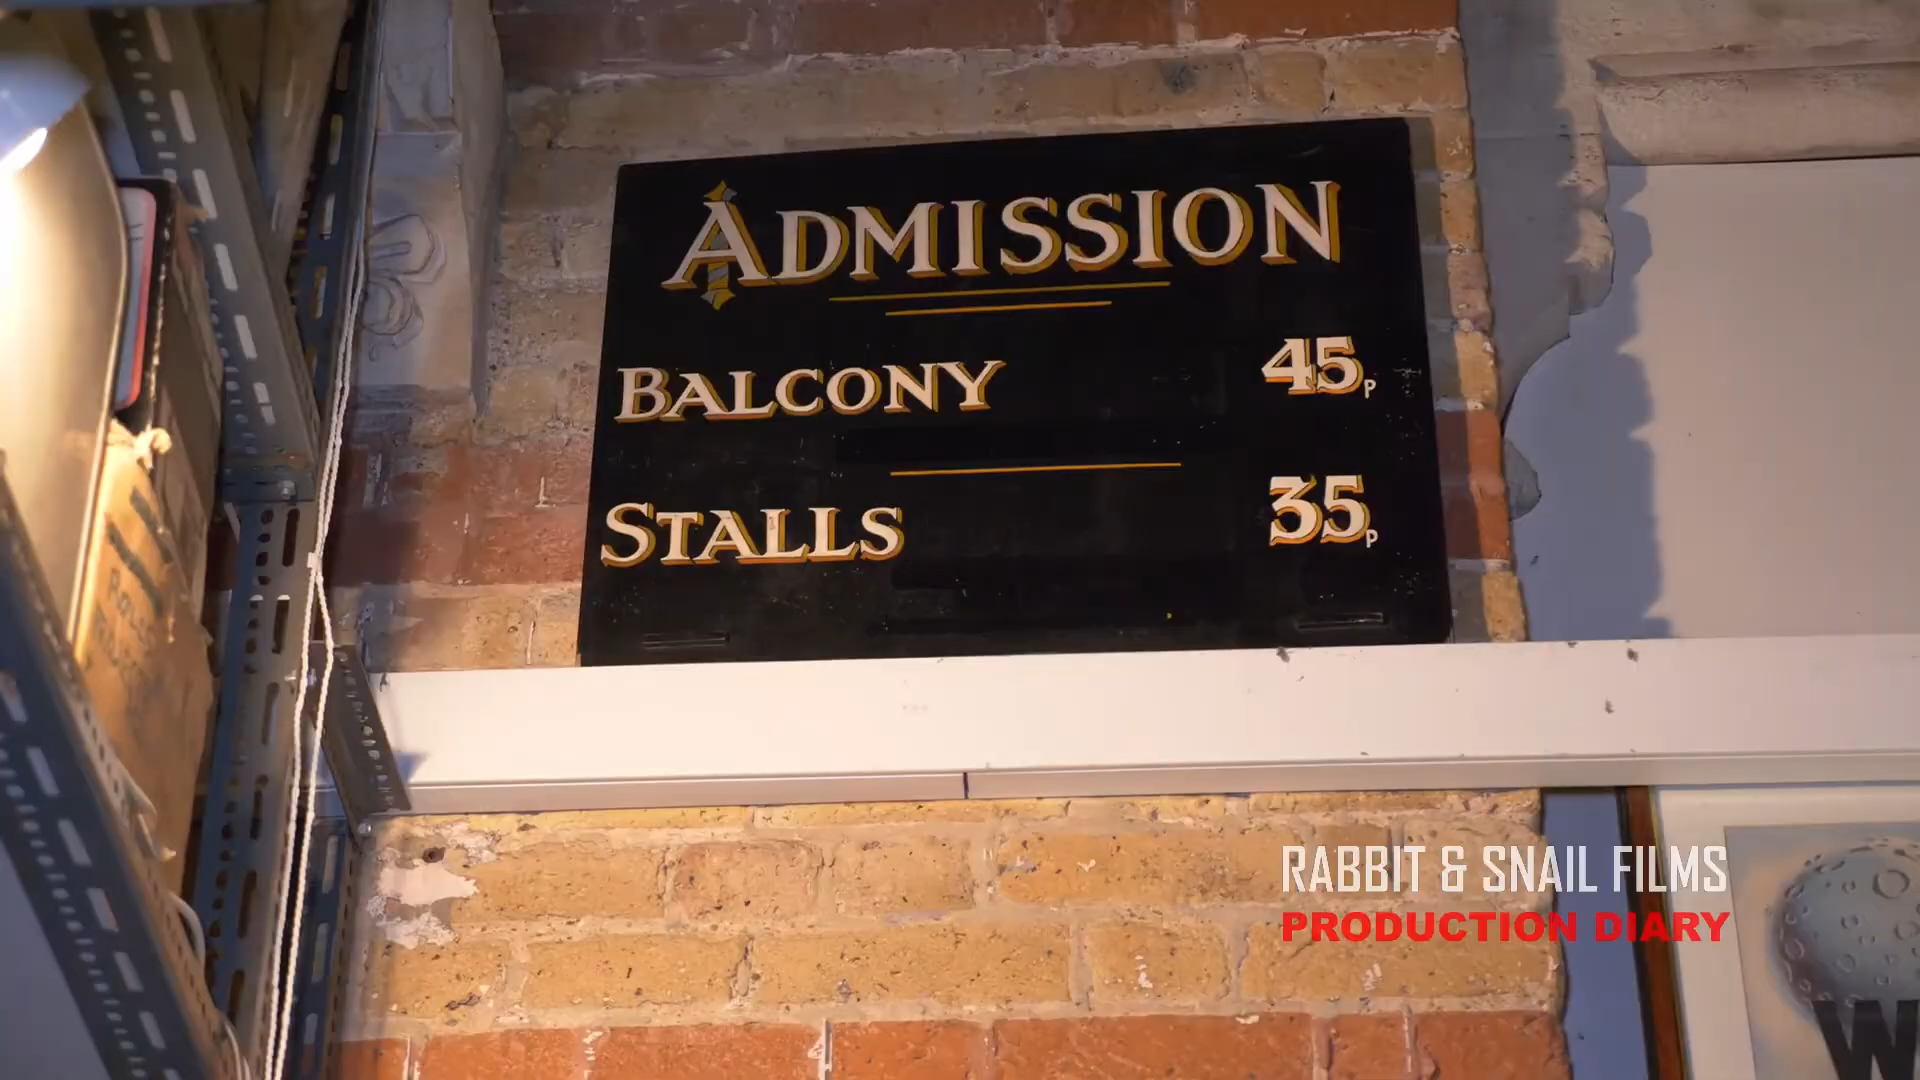 ADMISSION
BALCONY 45P
STALLS 35P
RABBIT & SNAIL FILMS
PRODUCTION DIARY
W